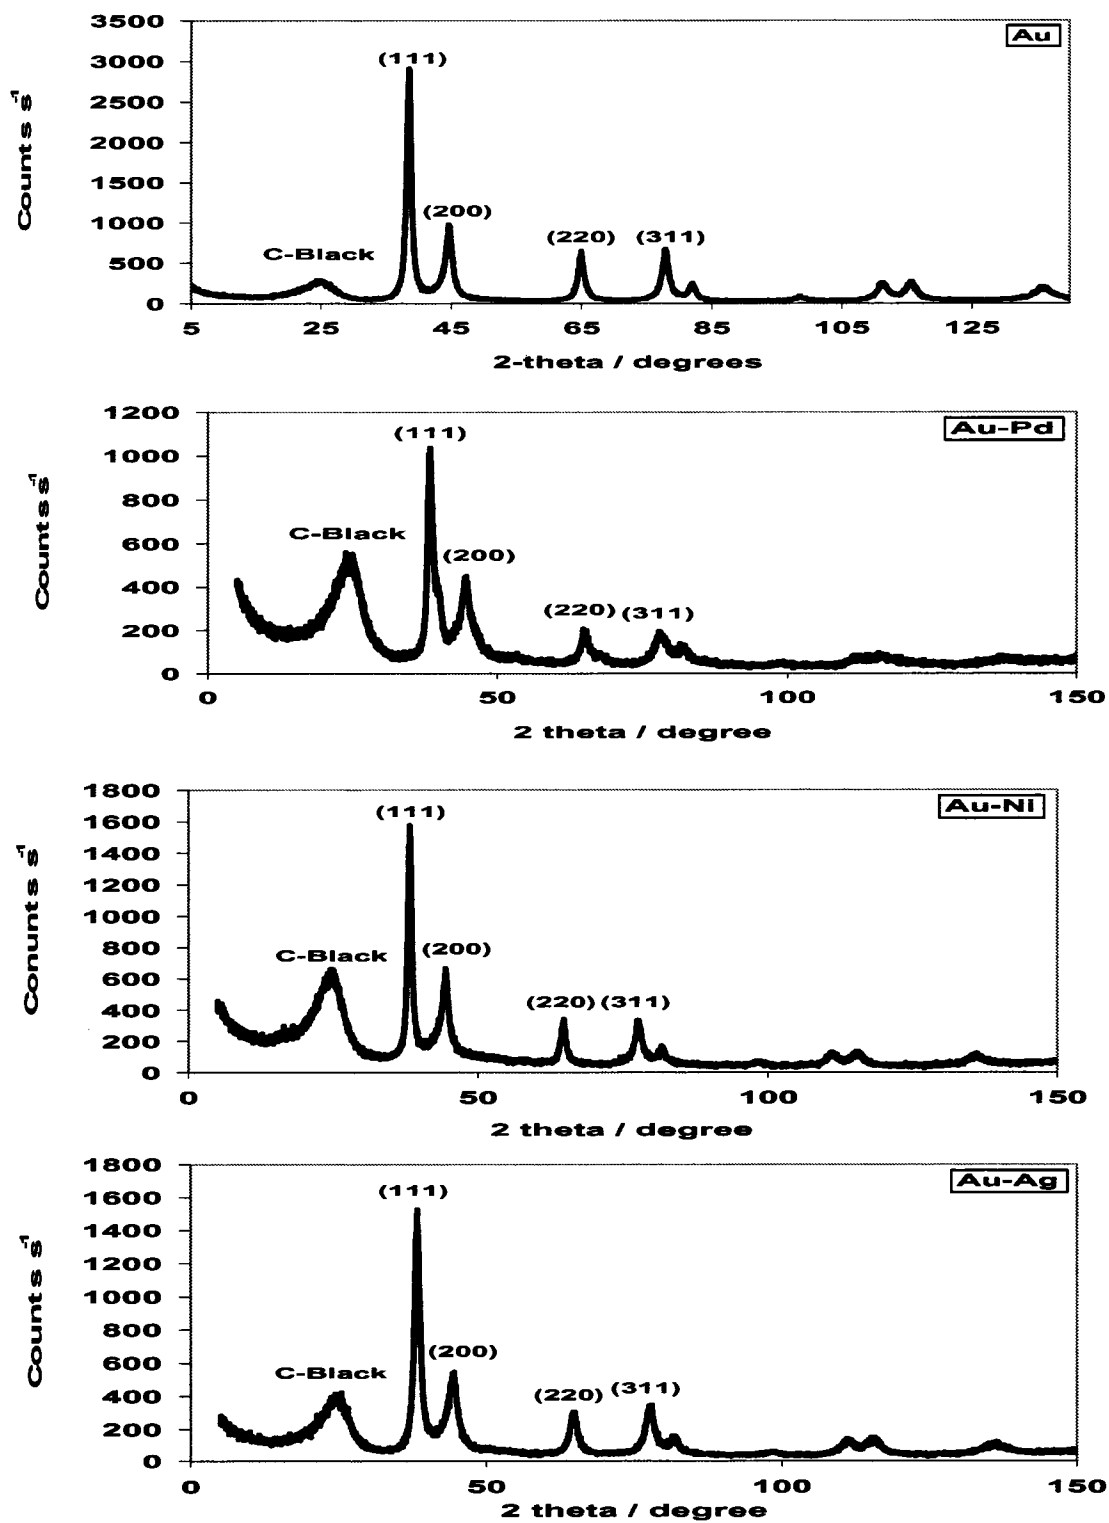 3500
Au
3000
(111)
2500
2000
1500
1000
(200)
500
C-Black
(220) (311)
0
Counts s⁻¹
5 25 45 65 85 105 125
2-theta / degrees
1200
Au-Pd
(111)
1000
800
600
C-Black
(200)
400
200
(220) (311)
0
Countss⁻¹
0 50 100 150
2 theta / degree
1800
Au-Ni
1600
(111)
1400
1200
1000
800
C-Black
(200)
600
400
(220) (311)
200
0
Conuts s⁻¹
0 50 100 150
2 theta / degree
1800
Au-Ag
1600
(111)
1400
1200
1000
800
600
(200)
C-Black
400
(220) (311)
200
0
Counts s⁻¹
0 50 100 150
2 theta / degree